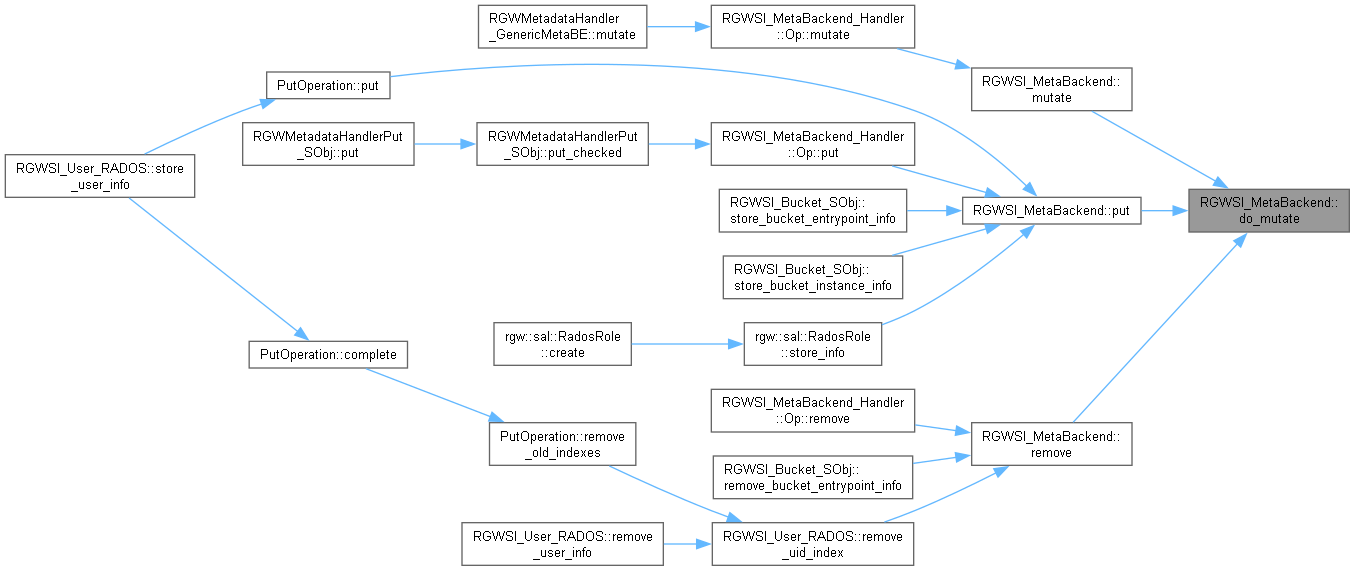 RGWMetadataHandler
_GenericMetaBE::mutate
RGWSI_MetaBackend_Handler
::Op::mutate
RGWSI_MetaBackend::
mutate
PutOperation::put
RGWMetadataHandlerPut
_SObj::put
RGWMetadataHandlerPut
_SObj::put_checked
RGWSI_MetaBackend_Handler
::Op::put
RGWSI_User_RADOS::store
_user_info
RGWSI_Bucket_SObj::
store_bucket_entrypoint_info
RGWSI_MetaBackend::put
RGWSI_MetaBackend::
do_mutate
RGWSI_Bucket_SObj::
store_bucket_instance_info
rgw::sal::RadosRole
::create
rgw::sal::RadosRole
::store_info
PutOperation::complete
RGWSI_MetaBackend_Handler
::Op::remove
PutOperation::remove
_old_indexes
RGWSI_MetaBackend::
remove
RGWSI_Bucket_SObj::
remove_bucket_entrypoint_info
RGWSI_User_RADOS::remove
_user_info
RGWSI_User_RADOS::remove
_uid_index